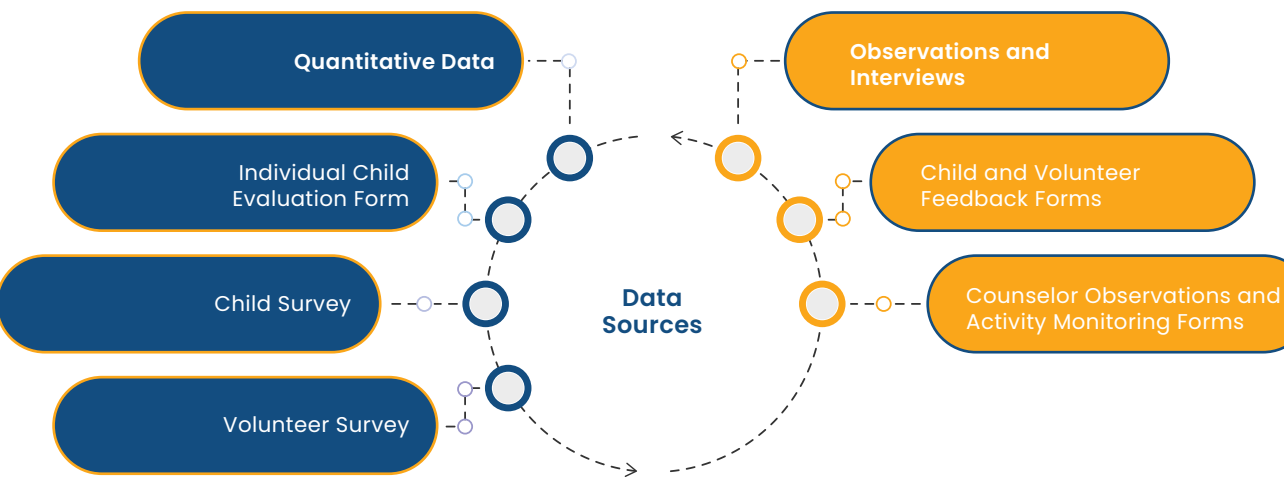 Quantitative Data
Individual Child
Evaluation Form
Child Survey
Volunteer Survey
Data
Sources
Observations and
Interviews
Child and Volunteer
Feedback Forms
Counselor Observations and
Activity Monitoring Forms